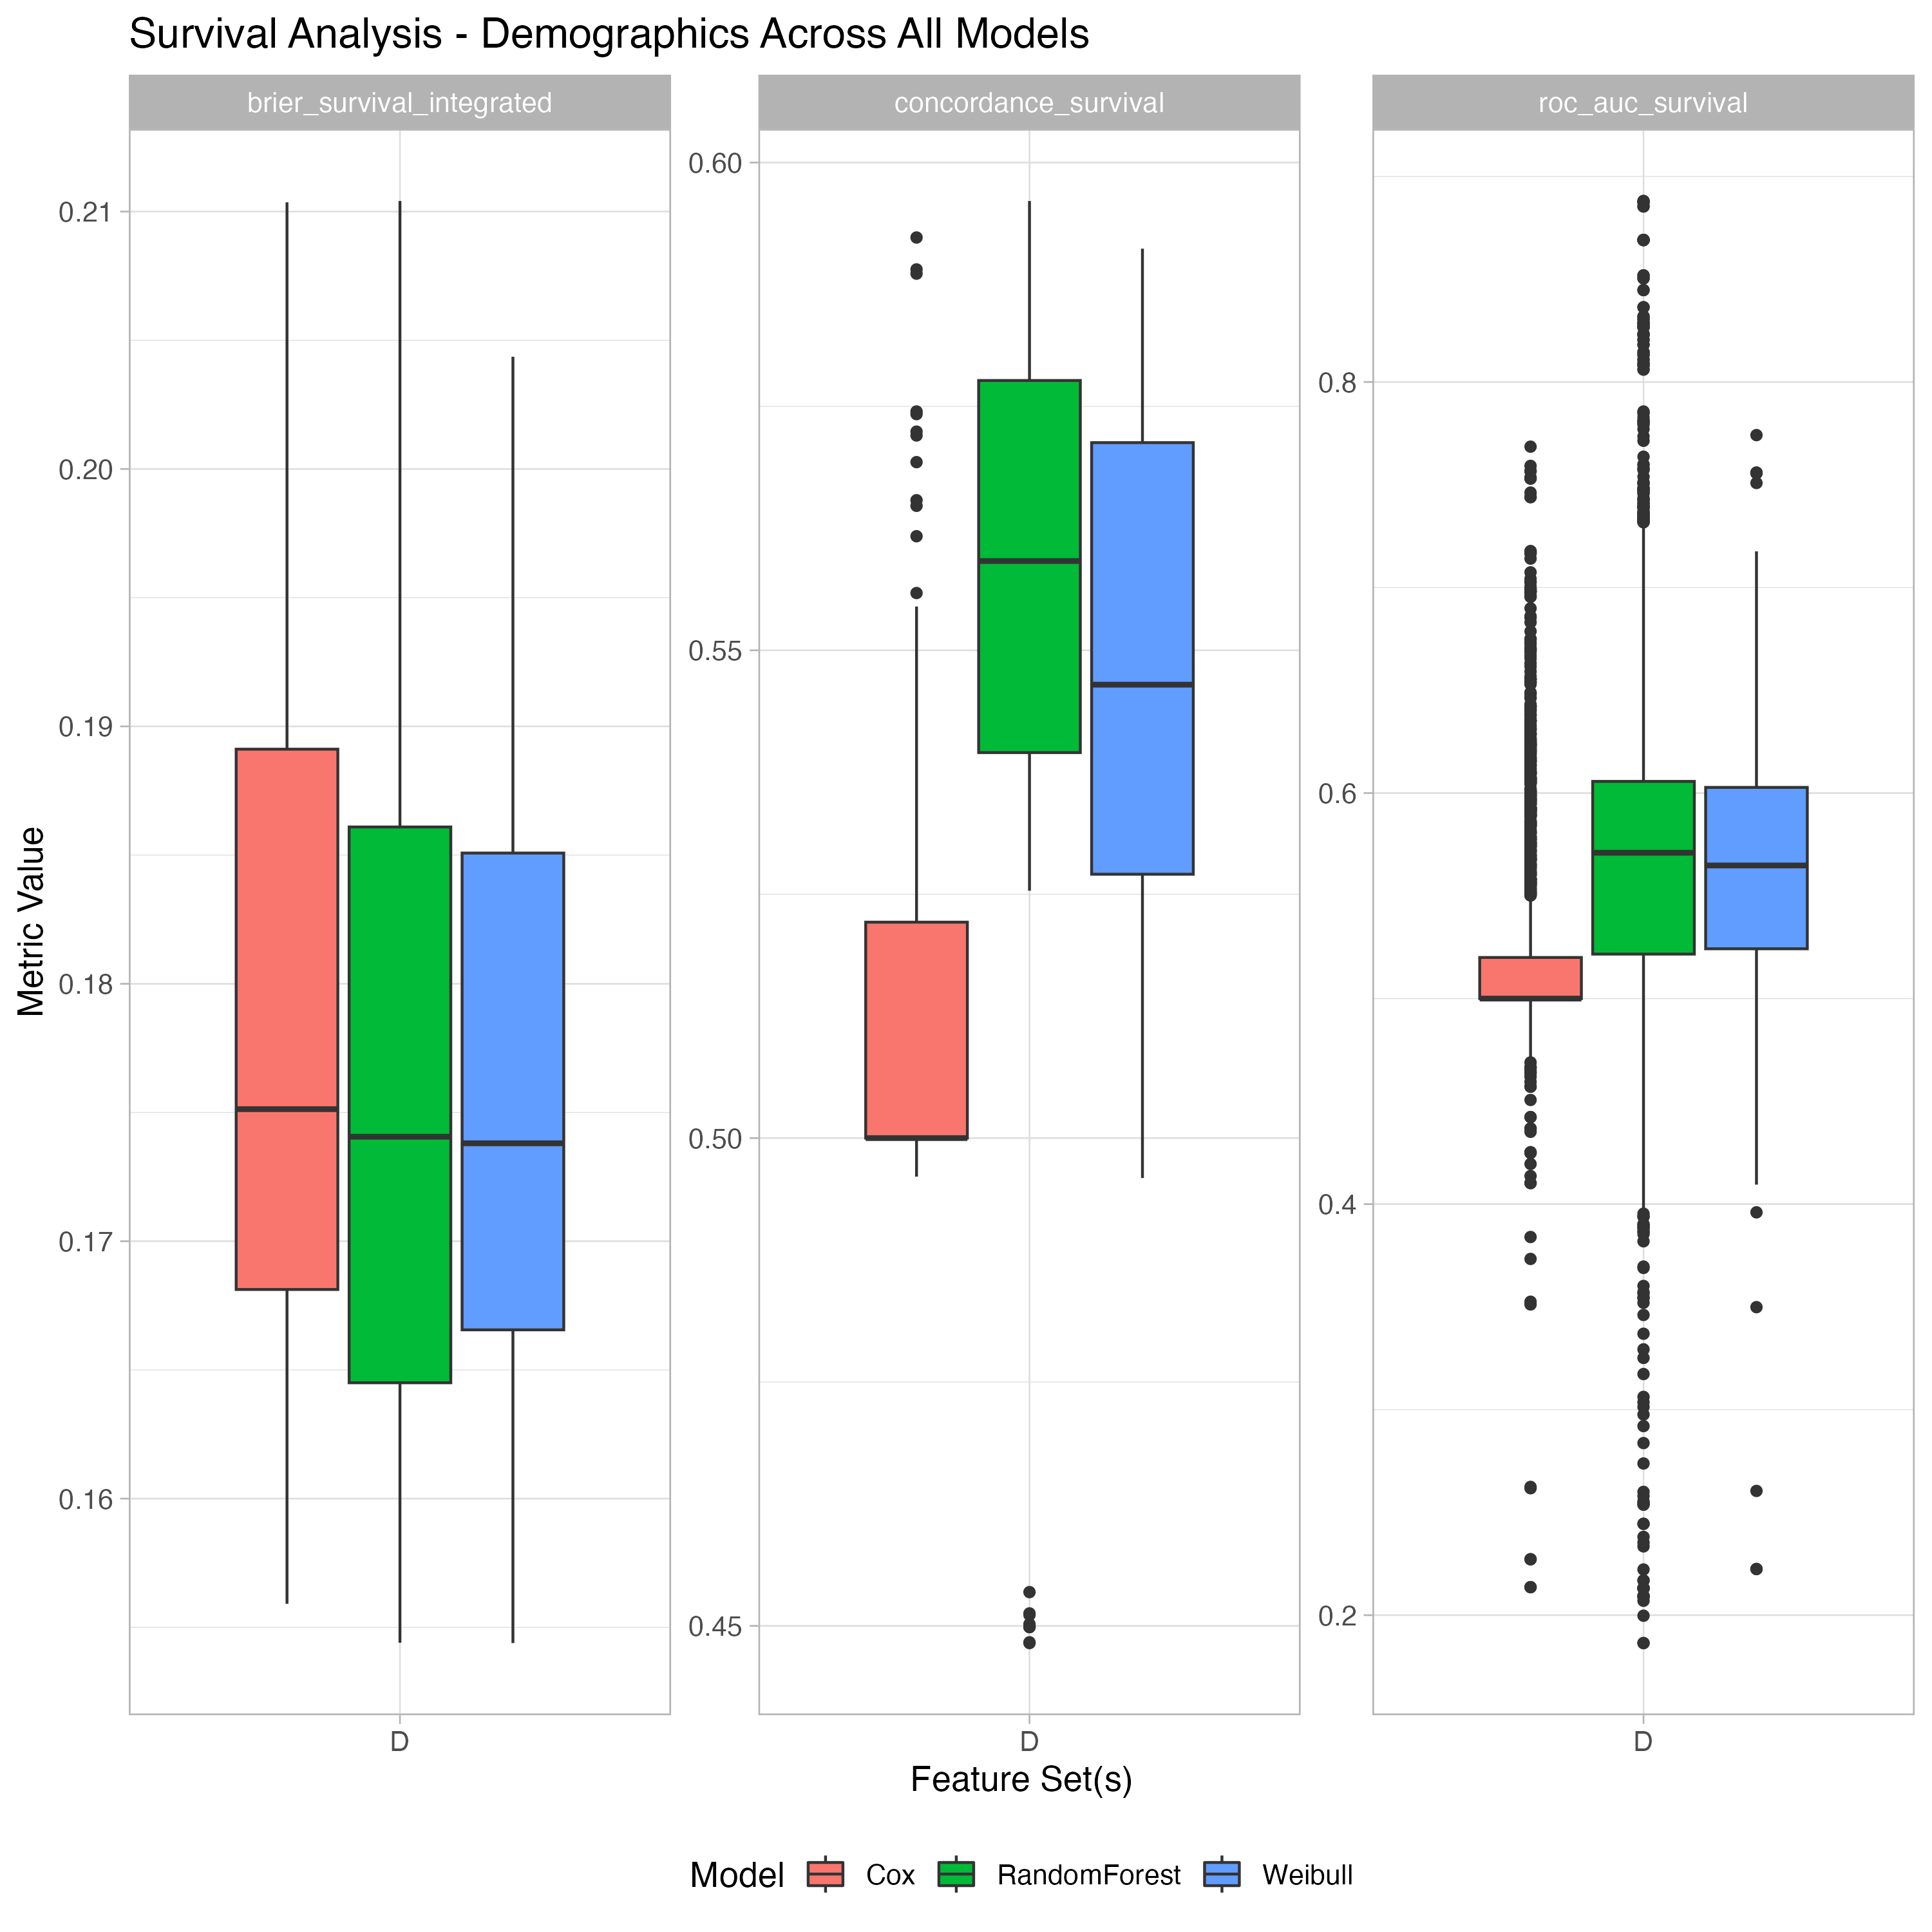 Survival Analysis - Demographics Across All Models
brier_survival_integrated
concordance_survival
roc_auc_survival
Metric Value
0.21
0.20
0.19
0.18
0.17
0.16
0.60
0.55
0.50
0.45
0.8
0.6
0.4
0.2
D
D
D
Feature Set(s)
Model Cox RandomForest Weibull